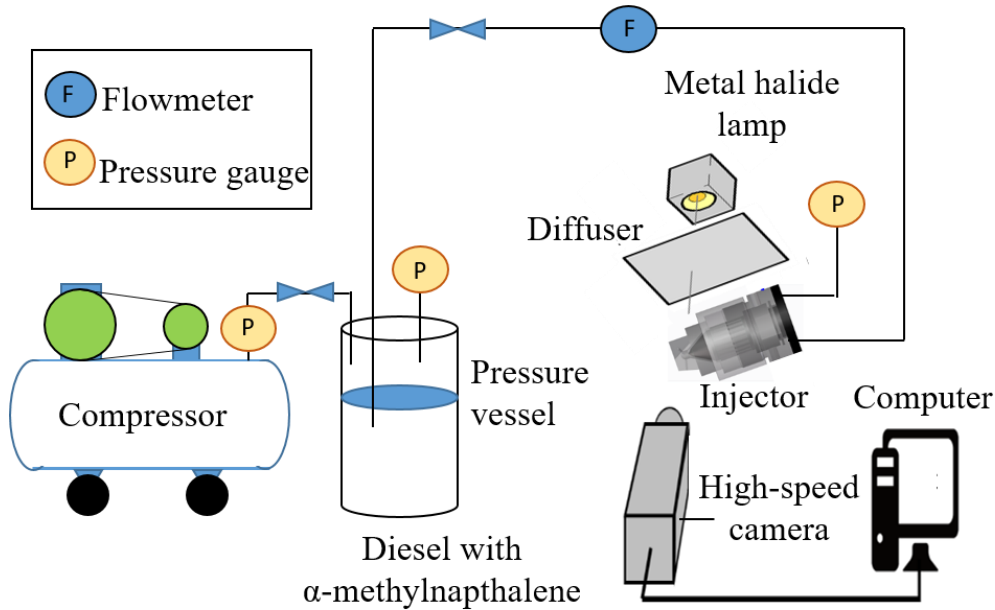 F
Flowmeter
P
Pressure gauge
F
Metal halide
lamp
Diffuser
P
P
P
Compressor
Pressure
vessel
Injector
Computer
High-speed
camera
Diesel with
α-methylnapthalene